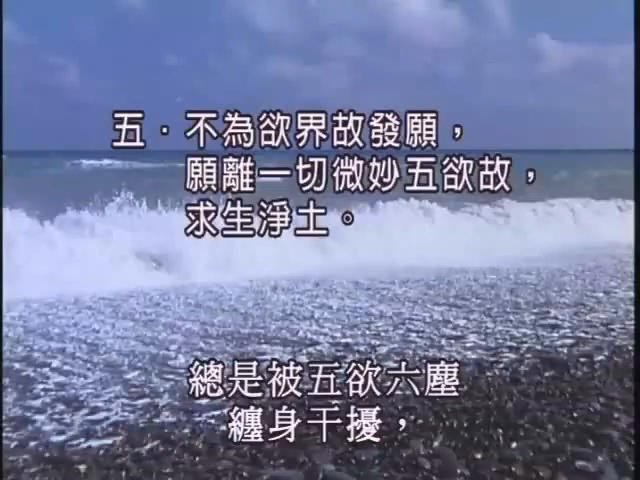 五．不為欲界故發願，
願離一切微妙五欲故，
求生淨土。
總是被五欲六塵
纏身干擾，